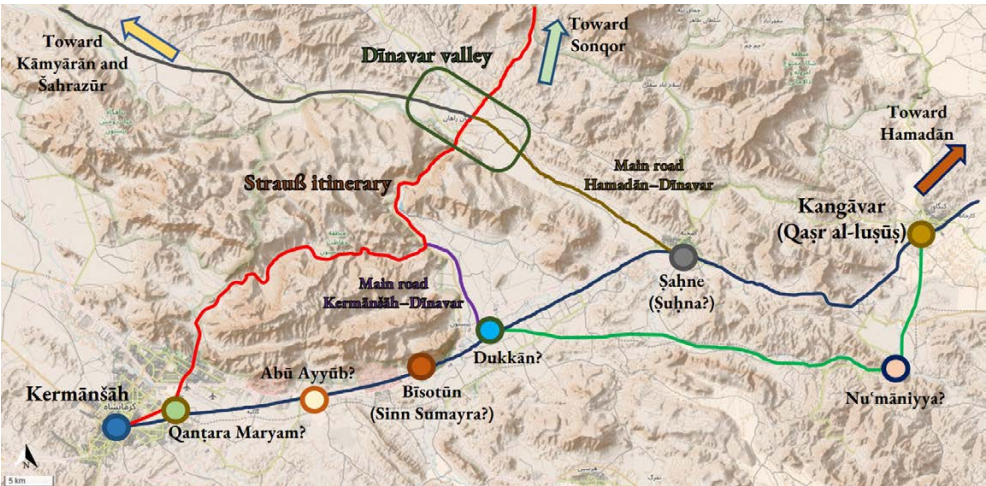 Toward
Kāmyārān and
Šahrazūr
Toward
Sonqor
Dīnavar valley
Toward
Hamadān
Strauß itinerary
Main road
Hamadān–Dīnavar
Kangāvar
(Qaṣr al-luṣūṣ)
Main road
Kermānšāh–Dīnavar
Ṣaḥne
(Ṣuḥna?)
Dukkān?
Abū Ayyūb?
Bīsotūn
(Sinn Sumayra?)
Kermānšāh
کرمانشاه
Qanṭara Maryam?
Nuʿmāniyya?
N
5 km